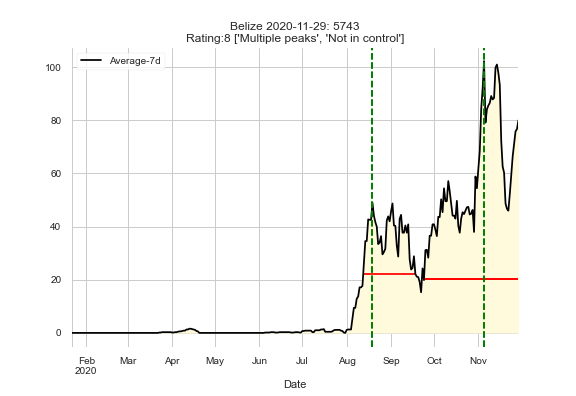 Belize 2020-11-29: 5743
Rating:8 ['Multiple peaks', 'Not in control']
Average-7d
100
80
60
40
20
0
Feb Mar Apr May Jun Jul Aug Sep Oct Nov
2020
Date